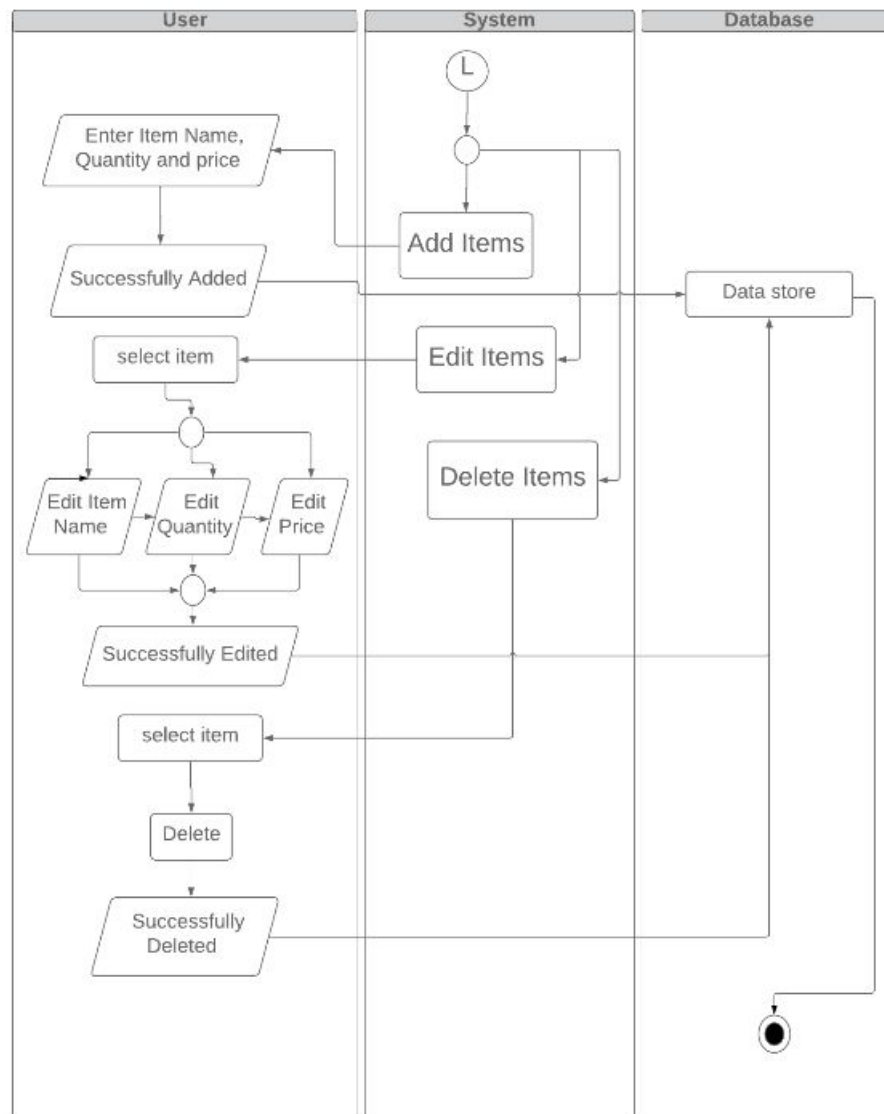 User
System
Database
L
Enter Item Name,
Quantity and price
Add Items
Successfully Added
Data store
select item
Edit Items
Delete Items
Edit Item
Name
Edit
Quantity
Edit
Price
Successfully Edited
select item
Delete
Successfully
Deleted